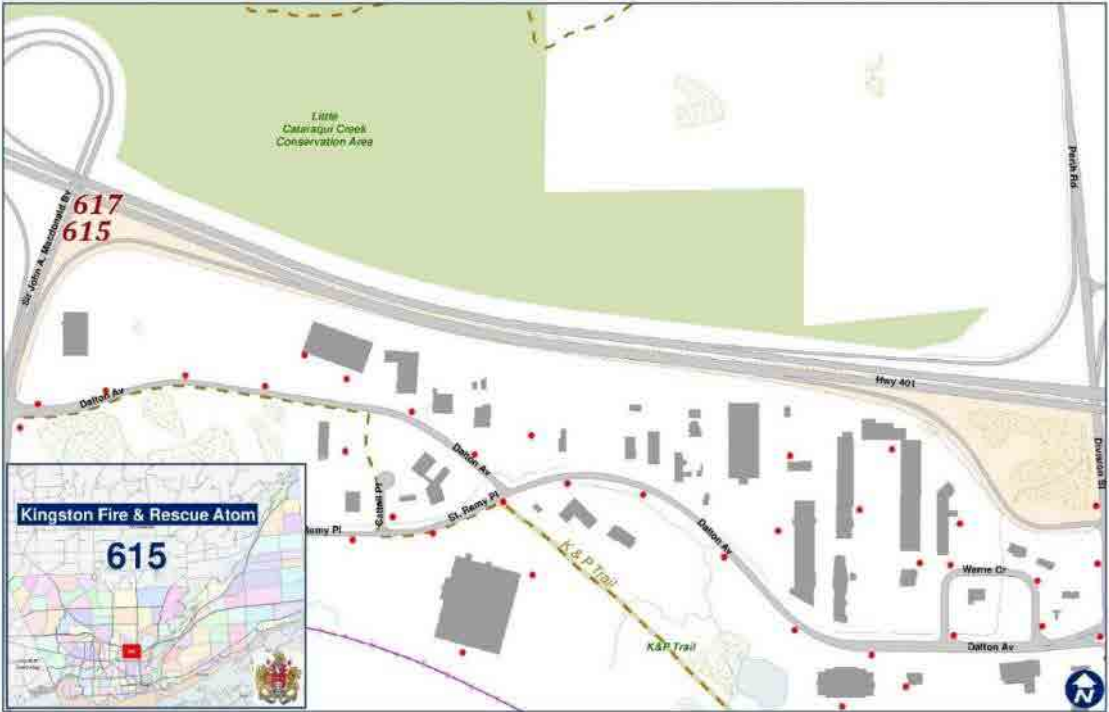 Little
Cataraqui Creek
Conservation Area
Perth Rd
Sir John A. Macdonald Bv
617
615
Hwy 401
Dalton Av
Division St
Dalton Av
Cattail Pl
St. Remy Pl
Remy Pl
K & P Trail
Dalton Av
Warne Cr
K&P Trail
Dalton Av
Kingston Fire & Rescue Atom
615
N